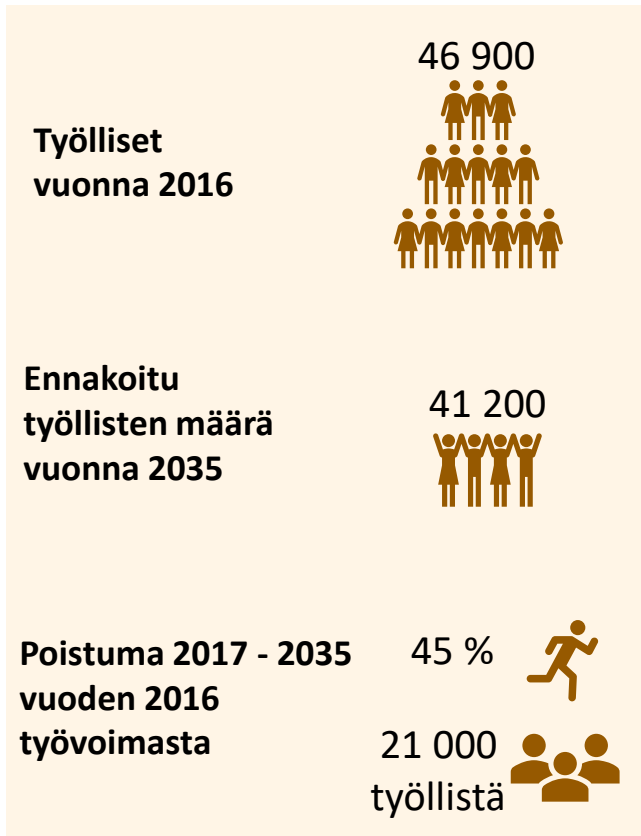 46 900
Työlliset
vuonna 2016
Ennakoitu
työllisten määrä
vuonna 2035
41 200
Poistuma 2017 - 2035
vuoden 2016
työvoimasta
45 %
21 000
työllistä